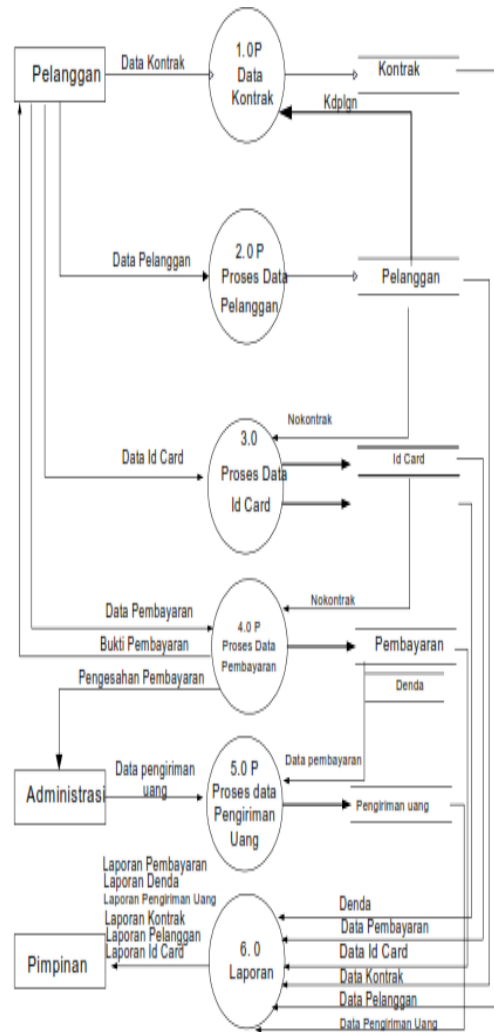 Pelanggan
Data Kontrak
1.0P
Data
Kontrak
Kontrak
Kdplgn
Data Pelanggan
2.0 P
Proses Data
Pelanggan
Pelanggan
Nokontrak
3.0
Proses Data
Id Card
Data Id Card
Id Card
Nokontrak
Data Pembayaran
Bukti Pembayaran
Pengesahan Pembayaran
4.0 P
Proses Data
Pembayaran
Pembayaran
Denda
Data pembayaran
Administrasi
Data pengiriman
uang
5.0 P
Proses data
Pengiriman
Uang
Pengiriman uang
Laporan Pembayaran
Laporan Denda
Laporan Pengiriman Uang
Laporan Kontrak
Laporan Pelanggan
Laporan Id Card
Pimpinan
6. 0
Laporan
Denda
Data Pembayaran
Data Id Card
Data Kontrak
Data Pelanggan
Data Pengiriman Uang